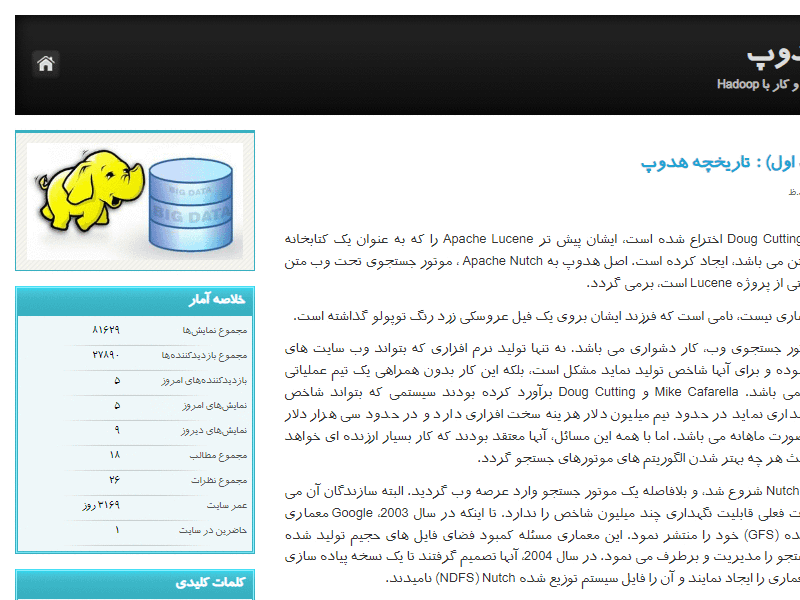 دوپ
و کار با Hadoop
اول) : تاریخچه هدوپ
ق.ظ
Doug Cutting اختراع شده است، ایشان پیش تر Apache Lucene را که به عنوان یک کتابخانه
تن می باشد، ایجاد کرده است. اصل هدوپ به Apache Nutch ، موتور جستجوی تحت وب متن
تی از پروژه Lucene است، برمی گردد.
اری نیست، نامی است که فرزند ایشان بروی یک فیل عروسکی زرد رنگ توپولو گذاشته است.
ور جستجوی وب، کار دشواری می باشد. نه تنها تولید نرم افزاری که بتواند وب سایت های
وده و برای آنها شاخص تولید نماید مشکل است، بلکه این کار بدون همراهی یک تیم عملیاتی
می باشد. Mike Cafarella و Doug Cutting برآورد کرده بودند سیستمی که بتواند شاخص
داری نماید در حدود نیم میلیون دلار هزینه سخت افزاری دارد و در حدود سی هزار دلار
صورت ماهانه می باشد. اما با همه این مسائل، آنها معتقد بودند که کار بسیار ارزنده ای خواهد
ث هر چه بهتر شدن الگوریتم های موتورهای جستجو گردد.
Nutch شروع شد، و بلافاصله یک موتور جستجو وارد عرصه وب گردید. البته سازندگان آن می
ت فعلی قابلیت نگهداری چند میلیون شاخص را ندارد. تا اینکه در سال 2003، Google معماری
ده (GFS) خود را منتشر نمود. این معماری مسئله کمبود فضای فایل های حجیم تولید شده
ستجو را مدیریت و برطرف می نمود. در سال 2004، آنها تصمیم گرفتند تا یک نسخه پیاده سازی
عماری را ایجاد نمایند و آن را فایل سیستم توزیع شده Nutch (NDFS) نامیدند.
BIG DATA
BIG DATA
خلاصه آمار
مجموع نمایش‌ها ۸۱۶۲۹
مجموع بازدیدکننده‌ها ۲۷۸۹۰
بازدیدکننده‌های امروز ۵
نمایش‌های امروز ۵
نمایش‌های دیروز ۹
مجموع مطالب ۱۸
مجموع نظرات ۲۶
عمر سایت ۳۱۶۹ روز
حاضرین در سایت ۱
کلمات کلیدی